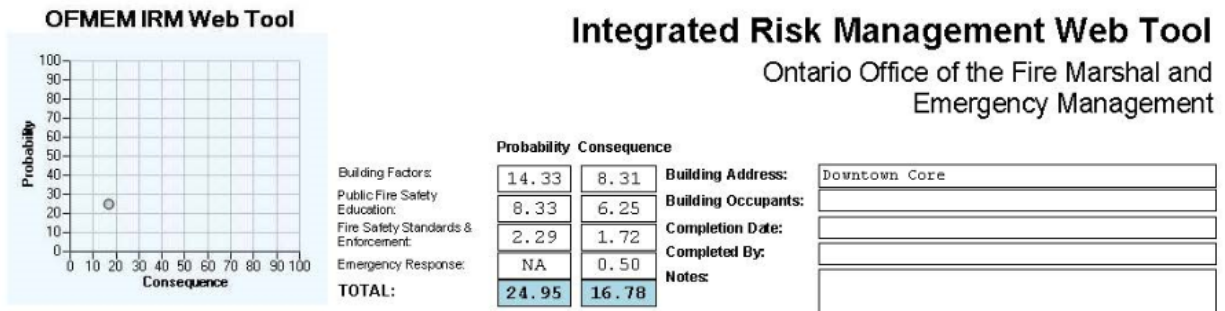 OFMEM IRM Web Tool
Integrated Risk Management Web Tool
Ontario Office of the Fire Marshal and
Emergency Management
100
90
80
70
60
50
40
30
20
10
0
Probability
0 10 20 30 40 50 60 70 80 90 100
Consequence
Probability Consequence
Building Factors: 14.33 8.31
Public Fire Safety
Education: 8.33 6.25
Fire Safety Standards &
Enforcement: 2.29 1.72
Emergency Response: NA 0.50
TOTAL: 24.95 16.78
Building Address: Downtown Core
Building Occupants:
Completion Date:
Completed By:
Notes: